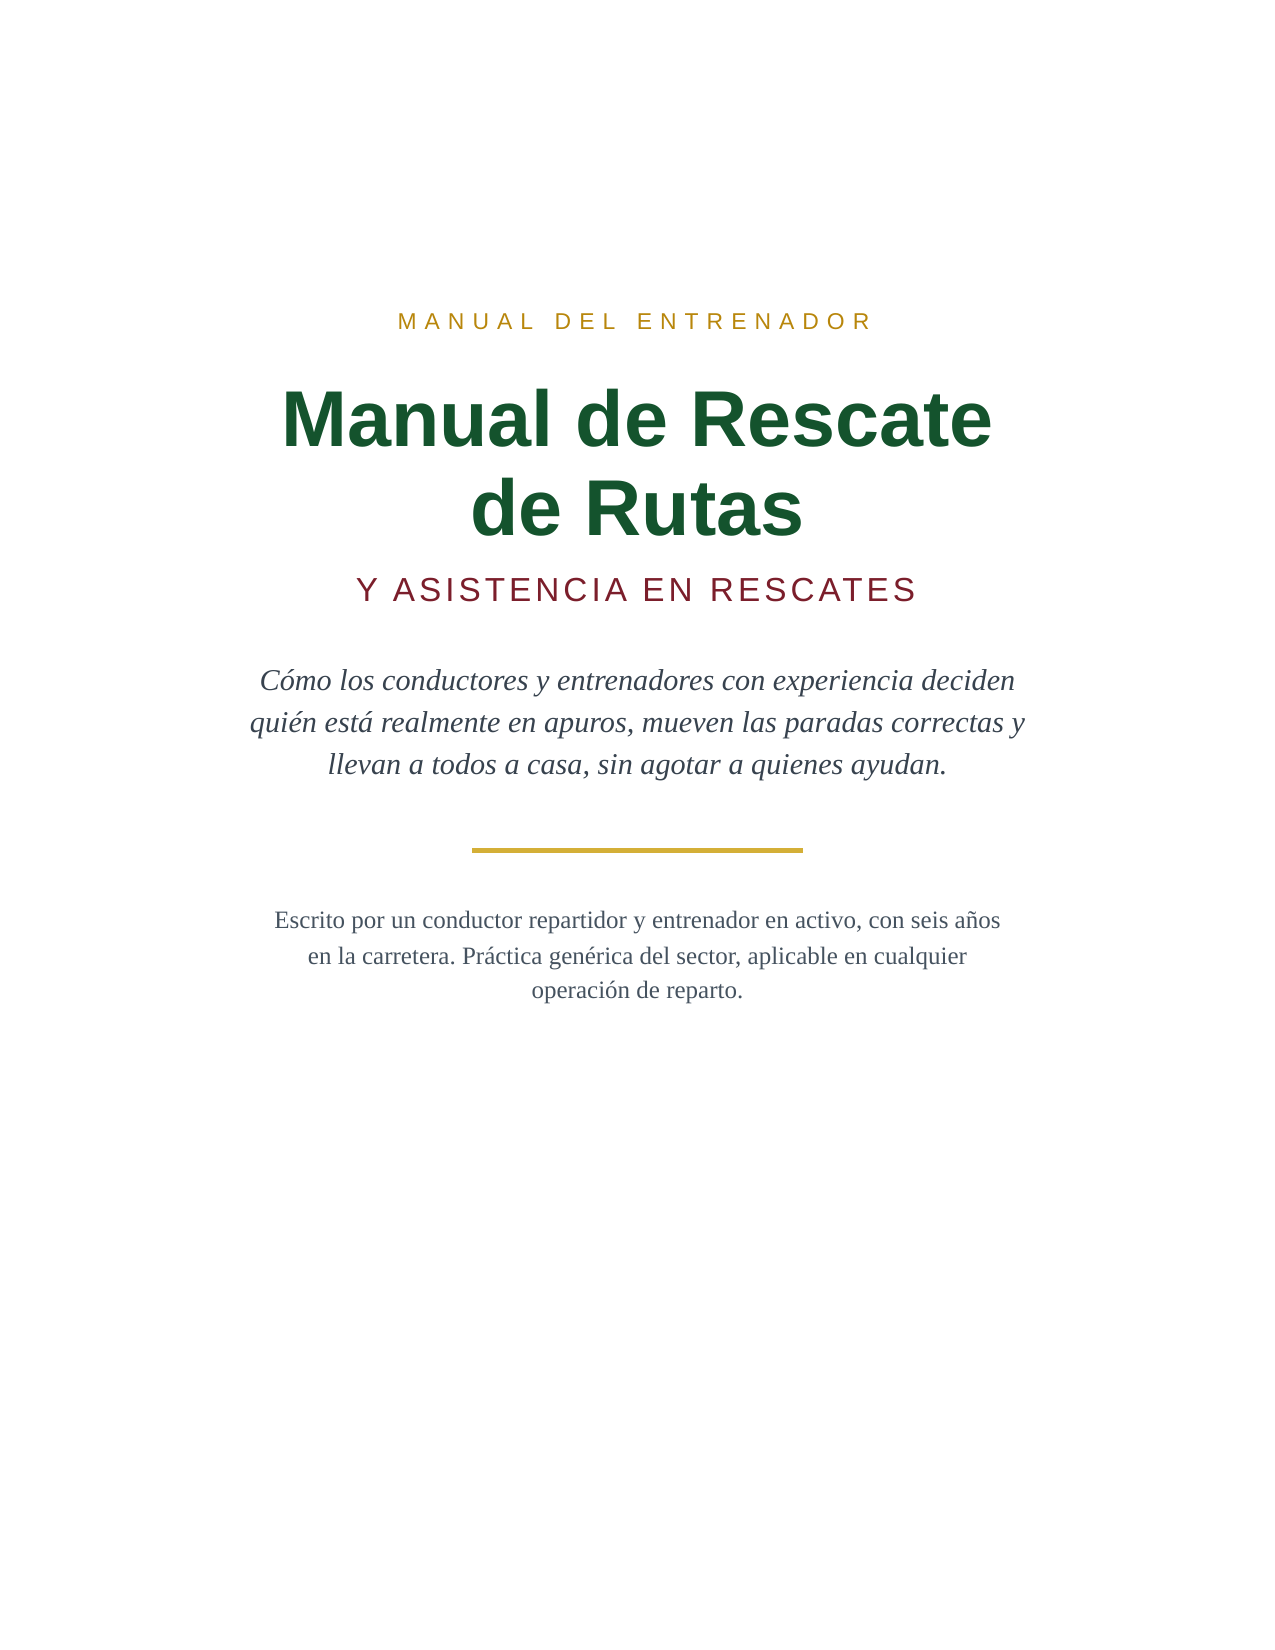 MANUAL DEL ENTRENADOR
Manual de Rescate
de Rutas
Y ASISTENCIA EN RESCATES
Cómo los conductores y entrenadores con experiencia deciden
quién está realmente en apuros, mueven las paradas correctas y
llevan a todos a casa, sin agotar a quienes ayudan.
Escrito por un conductor repartidor y entrenador en activo, con seis años
en la carretera. Práctica genérica del sector, aplicable en cualquier
operación de reparto.